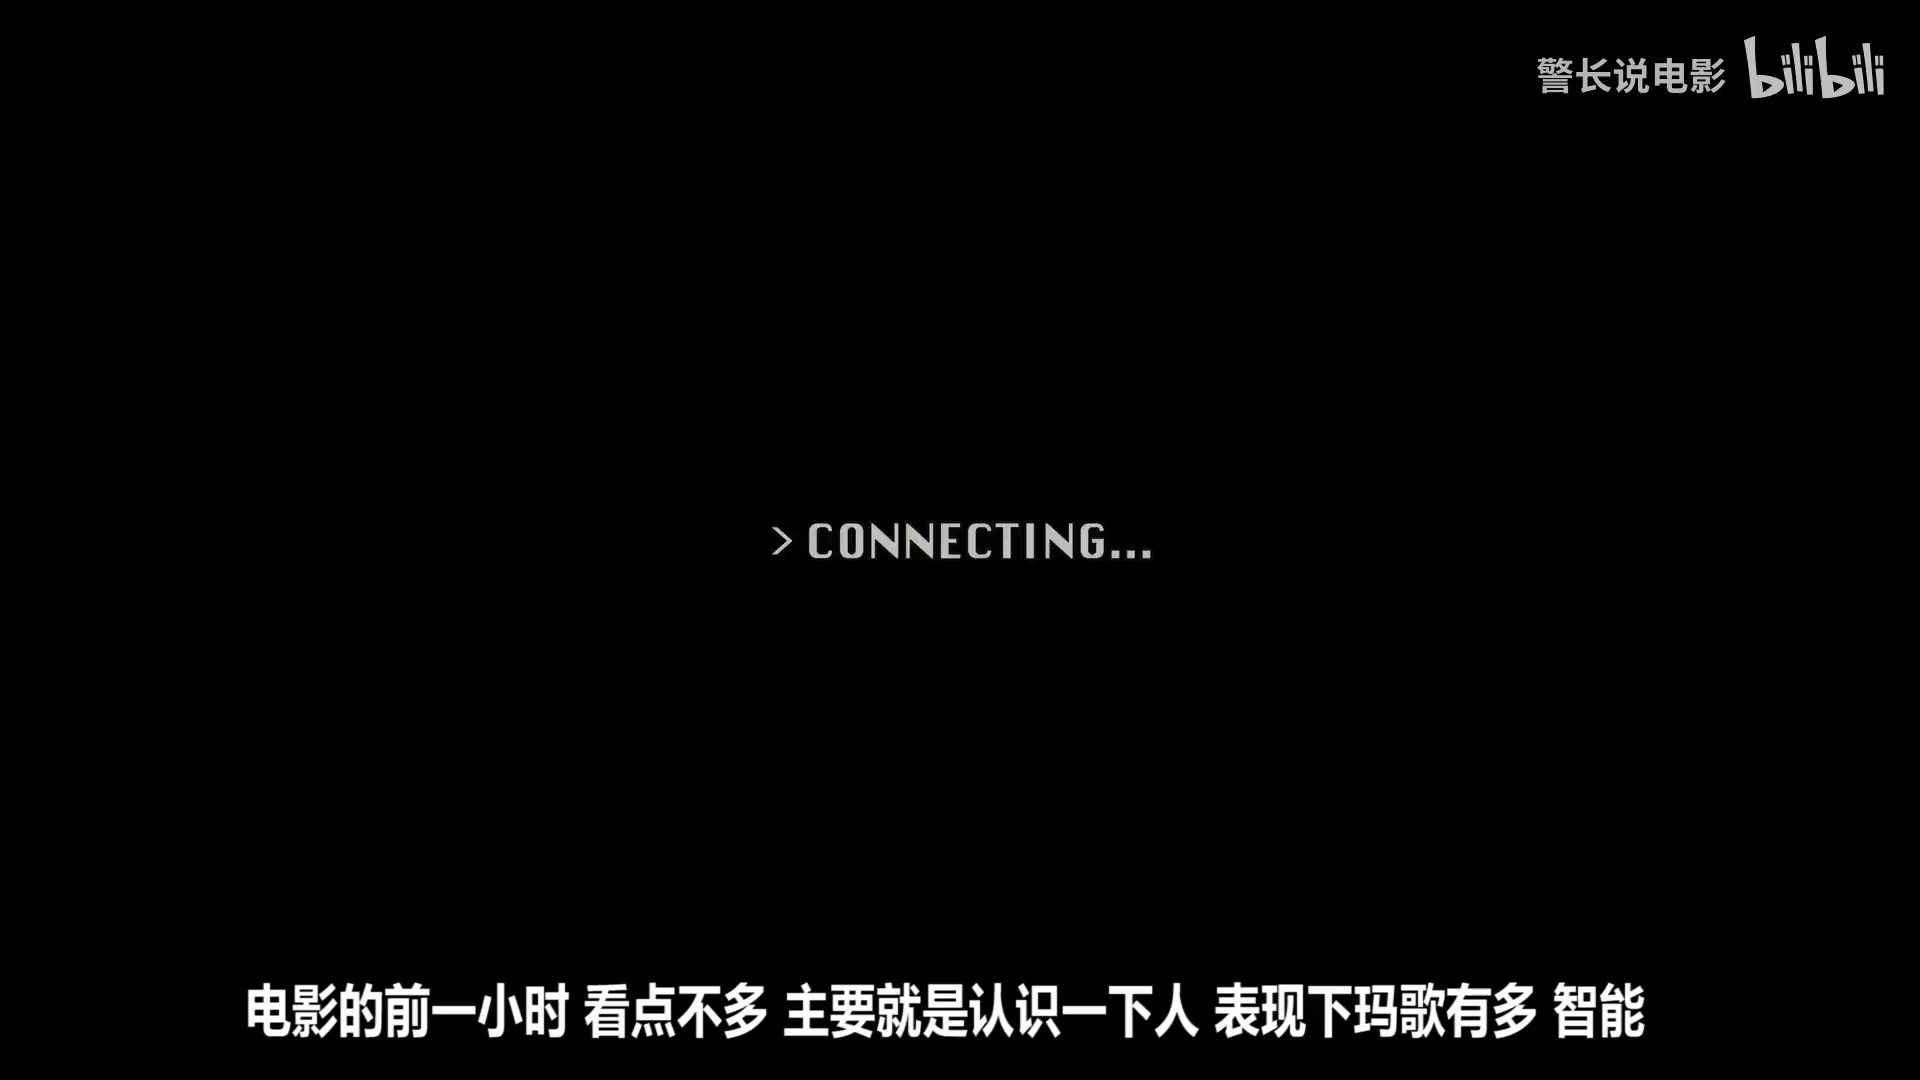 警长说电影 bilibili
> CONNECTING...
电影的前一小时 看点不多 主要就是认识一下人 表现下玛歌有多 智能